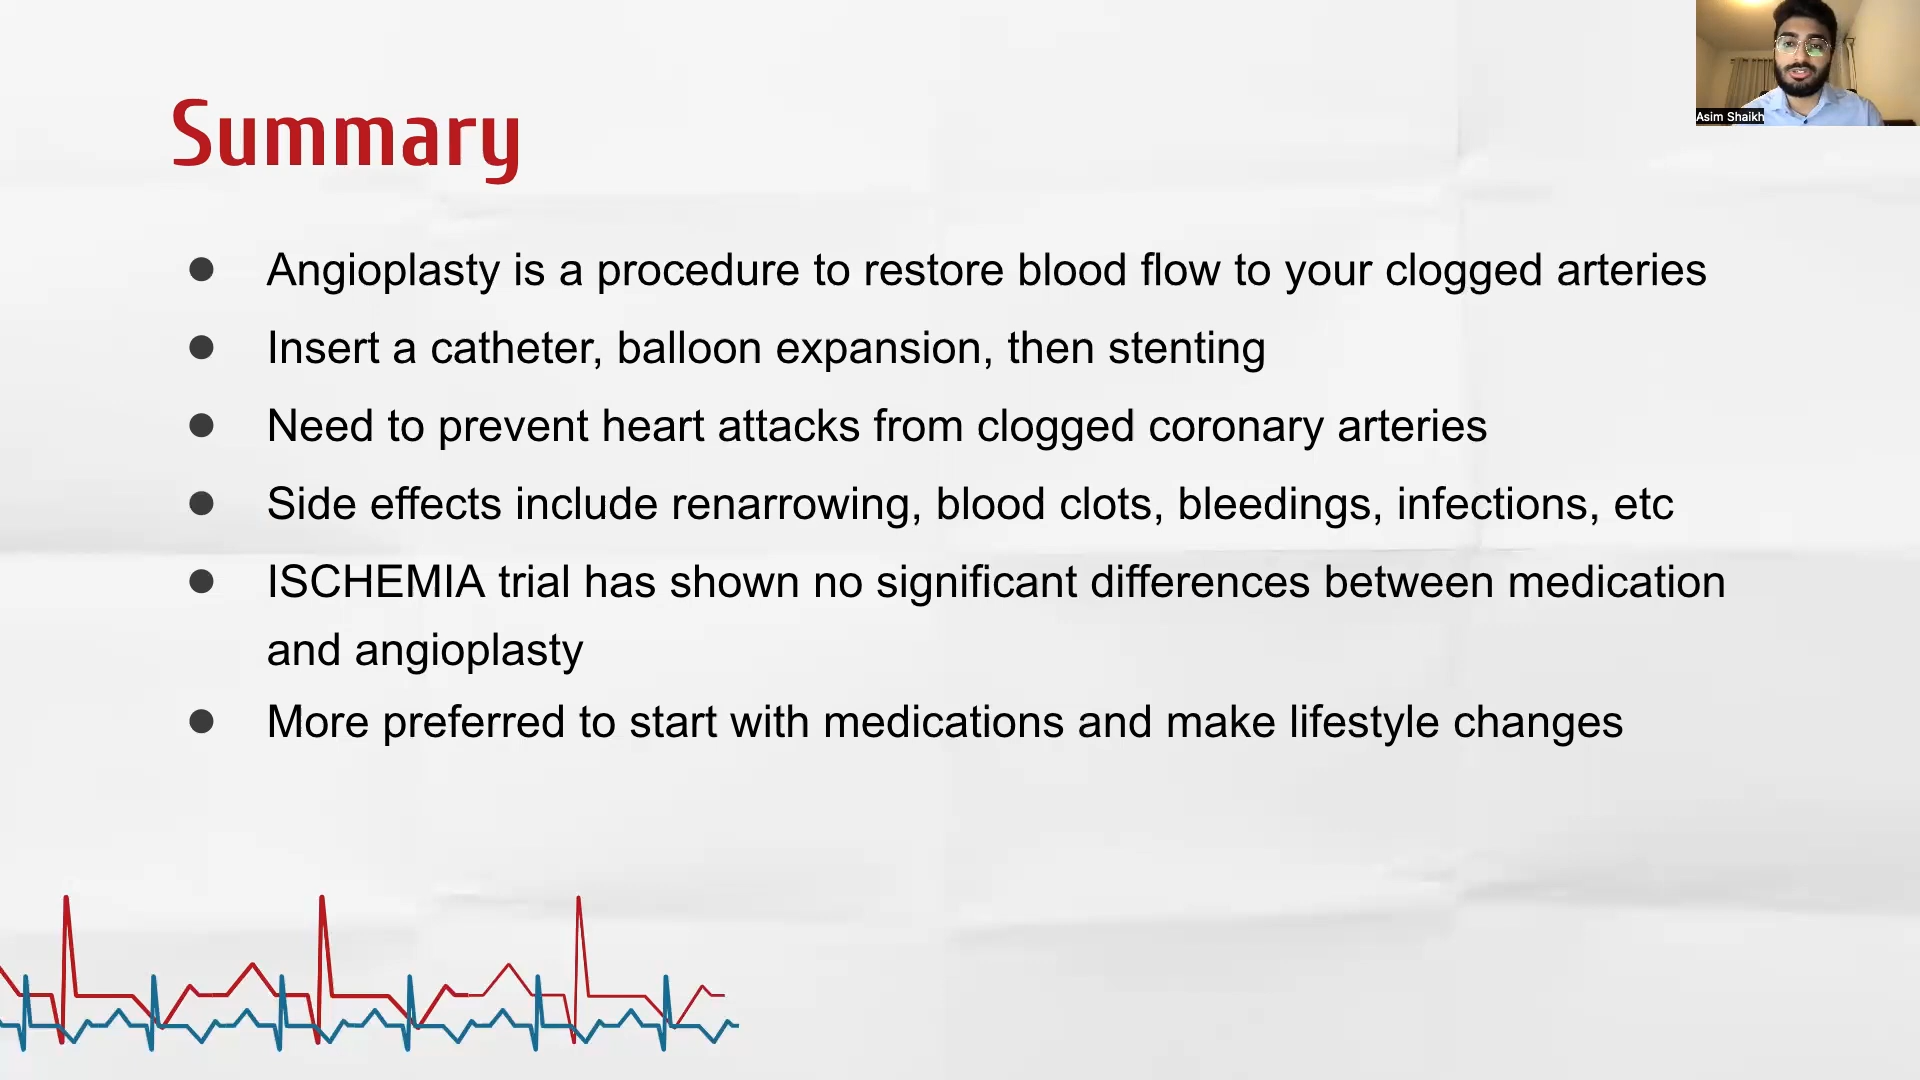 Asim Shaikh
Summary
● Angioplasty is a procedure to restore blood flow to your clogged arteries
● Insert a catheter, balloon expansion, then stenting
● Need to prevent heart attacks from clogged coronary arteries
● Side effects include renarrowing, blood clots, bleedings, infections, etc
● ISCHEMIA trial has shown no significant differences between medication
and angioplasty
● More preferred to start with medications and make lifestyle changes